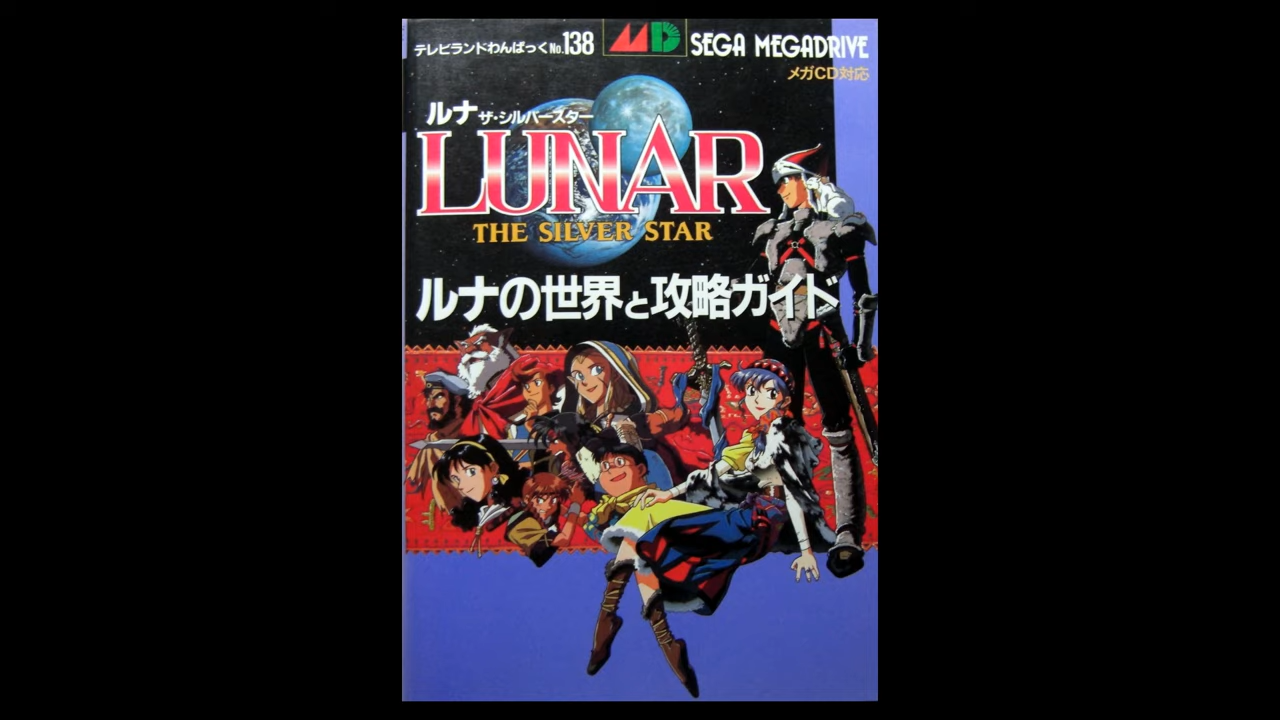 テレビランドわんぱっくNo.138
MD SEGA MEGADRIVE
メガCD対応
ルナ ザ・シルバースター
LUNAR
THE SILVER STAR
ルナの世界と攻略ガイド